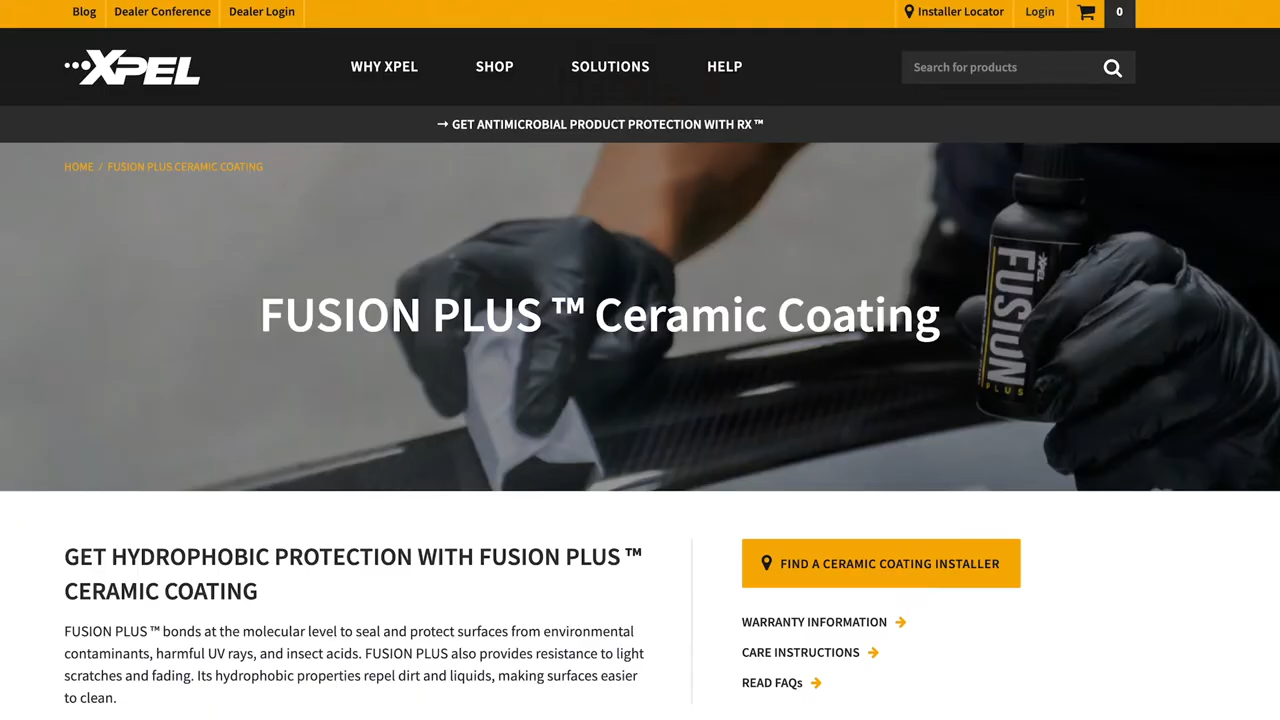 Blog
Dealer Conference
Dealer Login
Installer Locator
Login
0
XPEL
WHY XPEL
SHOP
SOLUTIONS
HELP
Search for products
→ GET ANTIMICROBIAL PRODUCT PROTECTION WITH RX ™
HOME / FUSION PLUS CERAMIC COATING
XPEL
FUSION
PLUS
FUSION PLUS ™ Ceramic Coating
GET HYDROPHOBIC PROTECTION WITH FUSION PLUS ™
CERAMIC COATING
FUSION PLUS ™ bonds at the molecular level to seal and protect surfaces from environmental
contaminants, harmful UV rays, and insect acids. FUSION PLUS also provides resistance to light
scratches and fading. Its hydrophobic properties repel dirt and liquids, making surfaces easier
to clean.
FIND A CERAMIC COATING INSTALLER
WARRANTY INFORMATION
CARE INSTRUCTIONS
READ FAQs